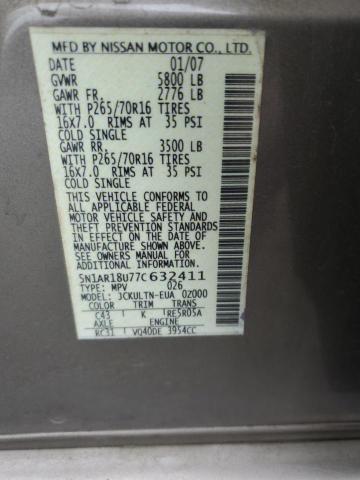 MFD BY NISSAN MOTOR CO., LTD.
DATE 01/07
GVWR 5800 LB
GAWR FR. 2776 LB
WITH P265/70R16 TIRES
16X7.0 RIMS AT 35 PSI
COLD SINGLE
GAWR RR. 3500 LB
WITH P265/70R16 TIRES
16X7.0 RIMS AT 35 PSI
COLD SINGLE
THIS VEHICLE CONFORMS TO
ALL APPLICABLE FEDERAL
MOTOR VEHICLE SAFETY AND
THEFT PREVENTION STANDARDS
IN EFFECT ON THE DATE OF
MANUFACTURE SHOWN ABOVE.
SEE OWNERS MANUAL FOR
ADDITIONAL INFORMATION.
5N1AR18U77C632411
TYPE: MPV 026
MODEL: JCKULTN-EUA 02000
COLOR TRIM TRANS
C43 K RE5R05A
AXLE ENGINE
RC31 VQ40DE 3954CC